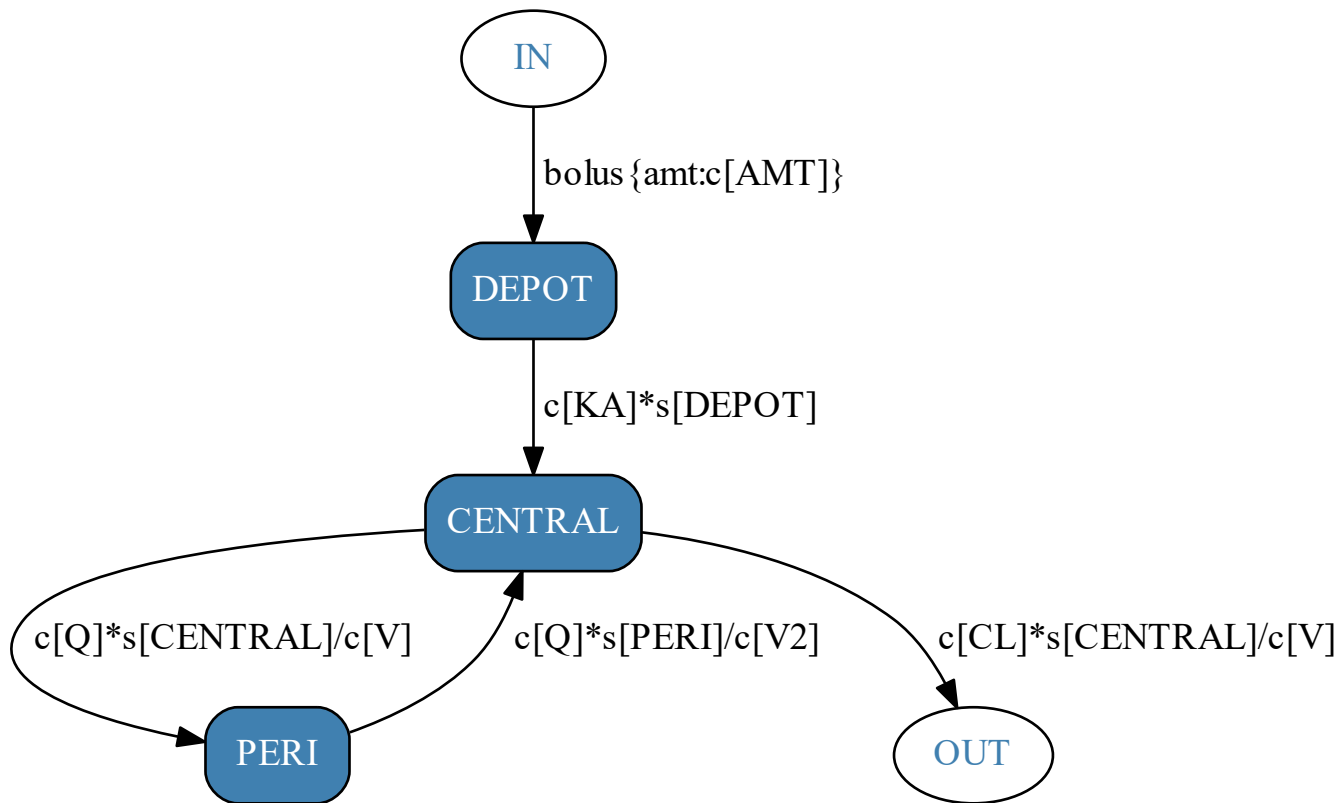 IN
bolus{amt:c[AMT]}
DEPOT
c[KA]*s[DEPOT]
CENTRAL
c[Q]*s[CENTRAL]/c[V]
c[Q]*s[PERI]/c[V2]
c[CL]*s[CENTRAL]/c[V]
PERI
OUT